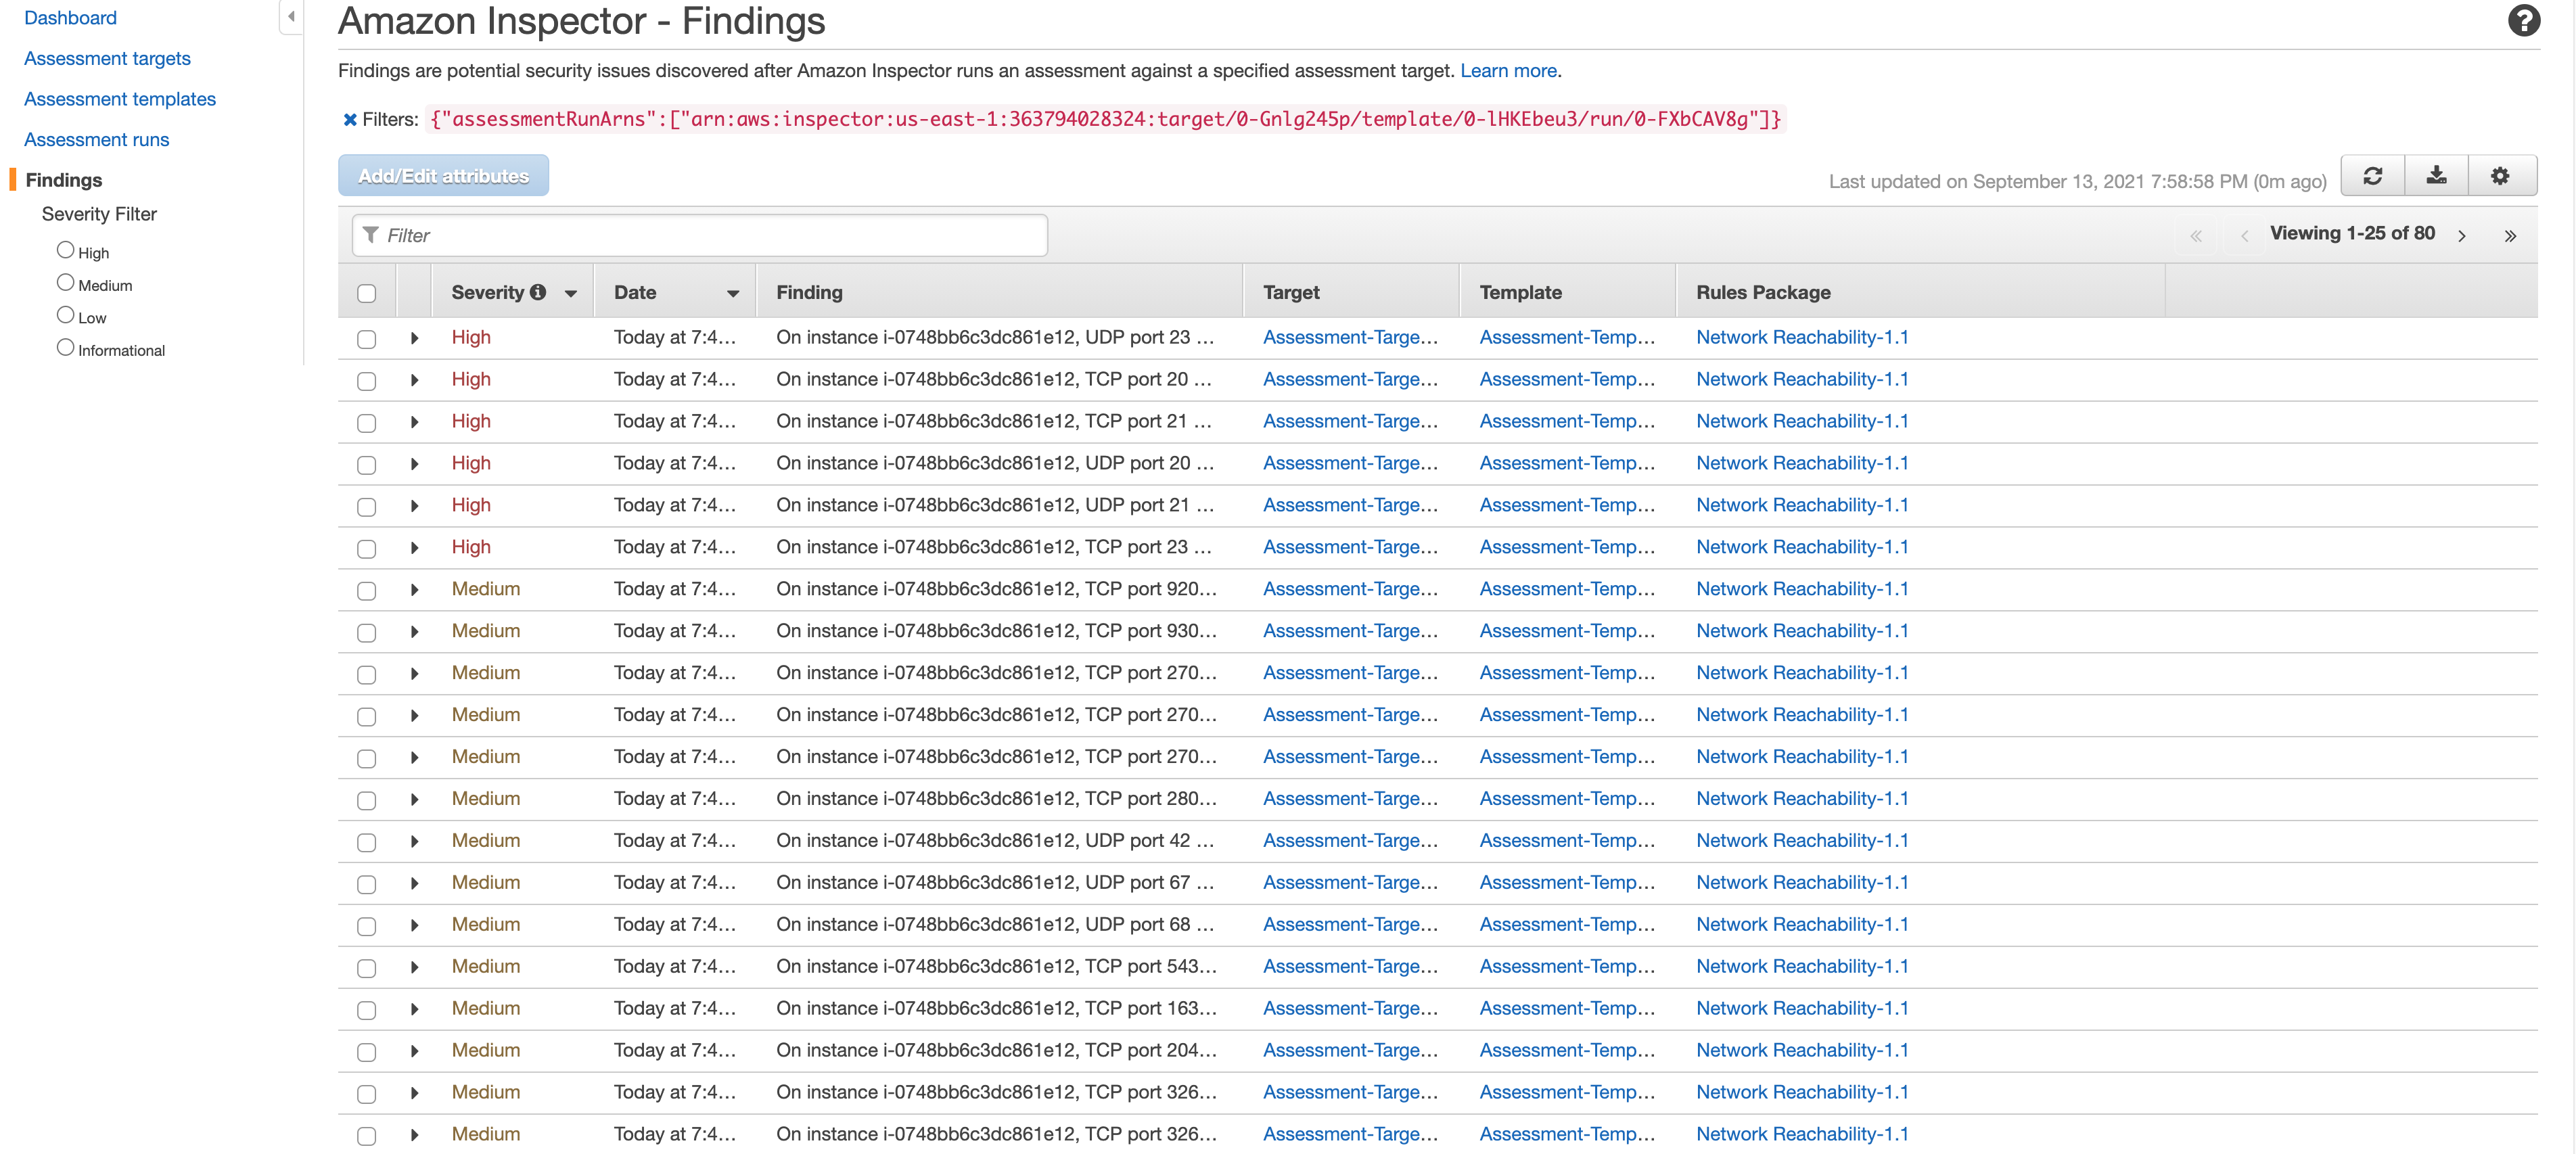 Dashboard
Assessment targets
Assessment templates
Assessment runs
Findings
Severity Filter
High
Medium
Low
Informational
Amazon Inspector - Findings
?
Findings are potential security issues discovered after Amazon Inspector runs an assessment against a specified assessment target. Learn more.
Filters: {"assessmentRunArns":["arn:aws:inspector:us-east-1:363794028324:target/0-Gnlg245p/template/0-lHKEbeu3/run/0-FXbCAV8g"]}
Add/Edit attributes
Last updated on September 13, 2021 7:58:58 PM (0m ago)
Filter
« ‹ Viewing 1-25 of 80 › »
Severity Date Finding Target Template Rules Package
High Today at 7:4... On instance i-0748bb6c3dc861e12, UDP port 23 ... Assessment-Targe... Assessment-Temp... Network Reachability-1.1
High Today at 7:4... On instance i-0748bb6c3dc861e12, TCP port 20 ... Assessment-Targe... Assessment-Temp... Network Reachability-1.1
High Today at 7:4... On instance i-0748bb6c3dc861e12, TCP port 21 ... Assessment-Targe... Assessment-Temp... Network Reachability-1.1
High Today at 7:4... On instance i-0748bb6c3dc861e12, UDP port 20 ... Assessment-Targe... Assessment-Temp... Network Reachability-1.1
High Today at 7:4... On instance i-0748bb6c3dc861e12, UDP port 21 ... Assessment-Targe... Assessment-Temp... Network Reachability-1.1
High Today at 7:4... On instance i-0748bb6c3dc861e12, TCP port 23 ... Assessment-Targe... Assessment-Temp... Network Reachability-1.1
Medium Today at 7:4... On instance i-0748bb6c3dc861e12, TCP port 920... Assessment-Targe... Assessment-Temp... Network Reachability-1.1
Medium Today at 7:4... On instance i-0748bb6c3dc861e12, TCP port 930... Assessment-Targe... Assessment-Temp... Network Reachability-1.1
Medium Today at 7:4... On instance i-0748bb6c3dc861e12, TCP port 270... Assessment-Targe... Assessment-Temp... Network Reachability-1.1
Medium Today at 7:4... On instance i-0748bb6c3dc861e12, TCP port 270... Assessment-Targe... Assessment-Temp... Network Reachability-1.1
Medium Today at 7:4... On instance i-0748bb6c3dc861e12, TCP port 270... Assessment-Targe... Assessment-Temp... Network Reachability-1.1
Medium Today at 7:4... On instance i-0748bb6c3dc861e12, TCP port 280... Assessment-Targe... Assessment-Temp... Network Reachability-1.1
Medium Today at 7:4... On instance i-0748bb6c3dc861e12, UDP port 42 ... Assessment-Targe... Assessment-Temp... Network Reachability-1.1
Medium Today at 7:4... On instance i-0748bb6c3dc861e12, UDP port 67 ... Assessment-Targe... Assessment-Temp... Network Reachability-1.1
Medium Today at 7:4... On instance i-0748bb6c3dc861e12, UDP port 68 ... Assessment-Targe... Assessment-Temp... Network Reachability-1.1
Medium Today at 7:4... On instance i-0748bb6c3dc861e12, TCP port 543... Assessment-Targe... Assessment-Temp... Network Reachability-1.1
Medium Today at 7:4... On instance i-0748bb6c3dc861e12, TCP port 163... Assessment-Targe... Assessment-Temp... Network Reachability-1.1
Medium Today at 7:4... On instance i-0748bb6c3dc861e12, TCP port 204... Assessment-Targe... Assessment-Temp... Network Reachability-1.1
Medium Today at 7:4... On instance i-0748bb6c3dc861e12, TCP port 326... Assessment-Targe... Assessment-Temp... Network Reachability-1.1
Medium Today at 7:4... On instance i-0748bb6c3dc861e12, TCP port 326... Assessment-Targe... Assessment-Temp... Network Reachability-1.1